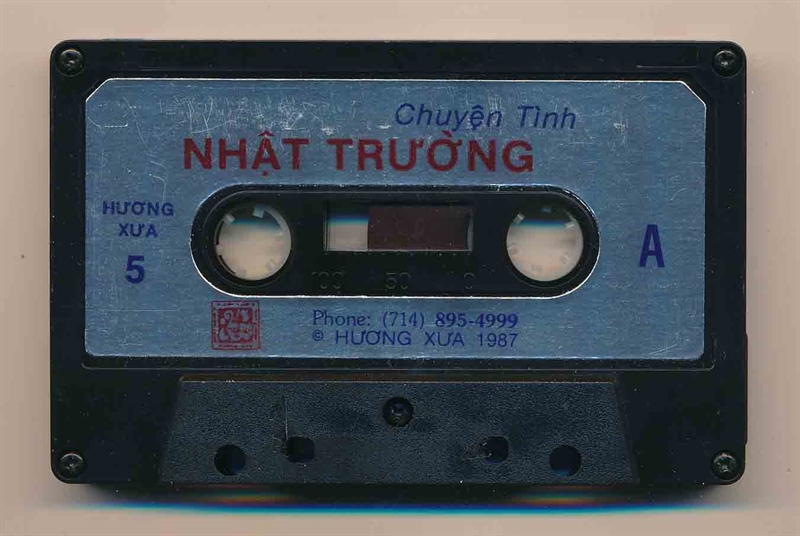 Chuyện Tình
NHẬT TRƯỜNG
HƯƠNG
XƯA
5
A
100 50 0
Phone: (714) 895-4999
© HƯƠNG XƯA 1987